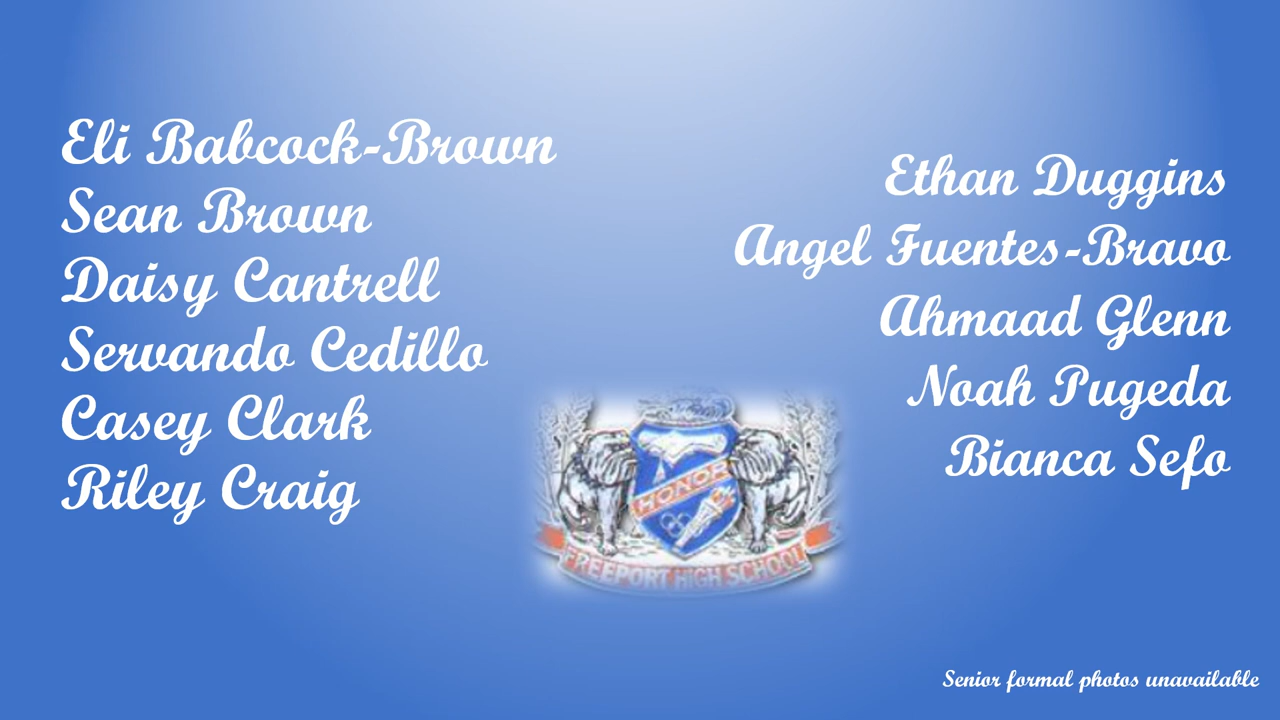 Eli Babcock-Brown
Sean Brown
Daisy Cantrell
Servando Cedillo
Casey Clark
Riley Craig
Ethan Duggins
Angel Fuentes-Bravo
Ahmaad Glenn
Noah Pugeda
Bianca Sefo
HONOR
FREEPORT HIGH SCHOOL
Senior formal photos unavailable